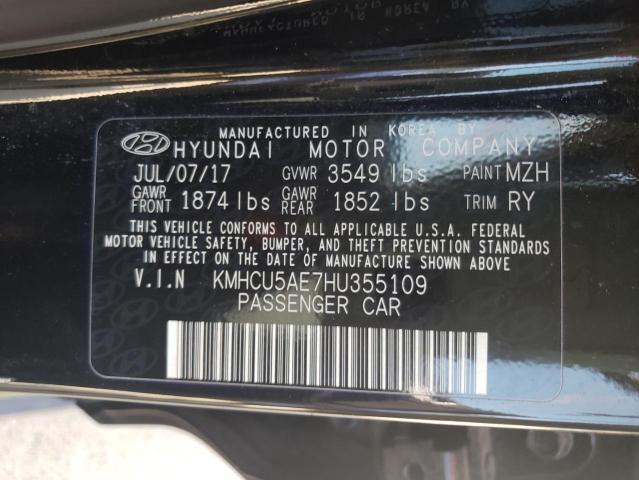 MANUFACTURED IN KOREA BY
HYUNDAI MOTOR COMPANY
JUL/07/17 GVWR 3549 lbs PAINT MZH
GAWR FRONT 1874 lbs GAWR REAR 1852 lbs TRIM RY
THIS VEHICLE CONFORMS TO ALL APPLICABLE U.S.A. FEDERAL
MOTOR VEHICLE SAFETY, BUMPER, AND THEFT PREVENTION STANDARDS
IN EFFECT ON THE DATE OF MANUFACTURE SHOWN ABOVE.
V.I.N KMHCU5AE7HU355109
PASSENGER CAR